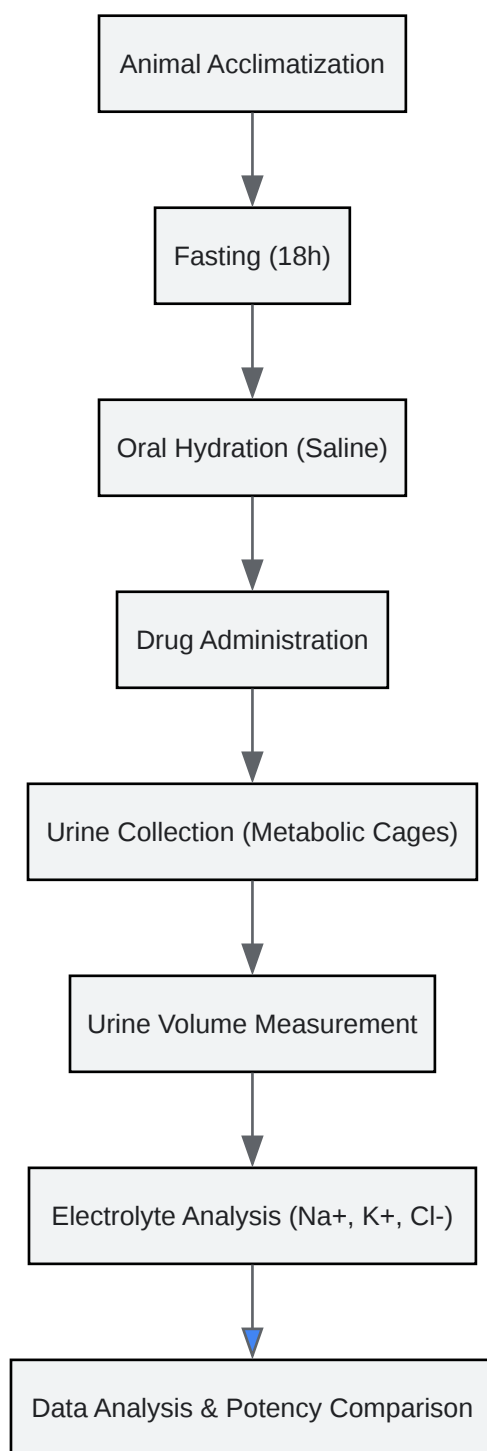 Animal Acclimatization
Fasting (18h)
Oral Hydration (Saline)
Drug Administration
Urine Collection (Metabolic Cages)
Urine Volume Measurement
Electrolyte Analysis (Na+, K+, Cl-)
Data Analysis & Potency Comparison